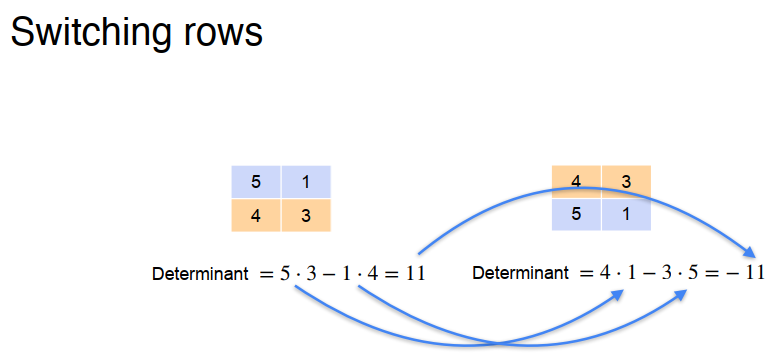 Switching rows
5 1
4 3
Determinant = 5 · 3 − 1 · 4 = 11
4 3
5 1
Determinant = 4 · 1 − 3 · 5 = − 11